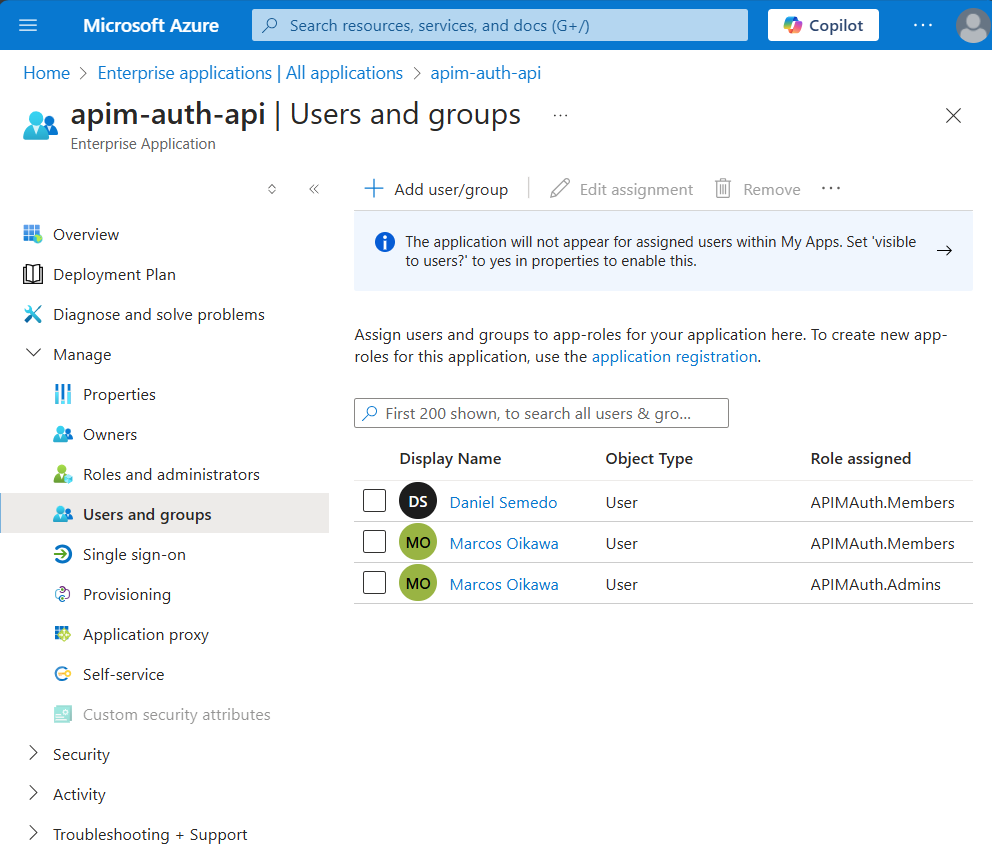 Microsoft Azure
Search resources, services, and docs (G+/)
Copilot
Home > Enterprise applications | All applications > apim-auth-api
apim-auth-api | Users and groups
Enterprise Application
Add user/group
Edit assignment
Remove
The application will not appear for assigned users within My Apps. Set 'visible
to users?' to yes in properties to enable this.
Overview
Deployment Plan
Diagnose and solve problems
Manage
Properties
Owners
Roles and administrators
Users and groups
Single sign-on
Provisioning
Application proxy
Self-service
Custom security attributes
Security
Activity
Troubleshooting + Support
Assign users and groups to app-roles for your application here. To create new app-
roles for this application, use the application registration.
First 200 shown, to search all users & gro...
Display Name Object Type Role assigned
DS Daniel Semedo User APIMAuth.Members
MO Marcos Oikawa User APIMAuth.Members
MO Marcos Oikawa User APIMAuth.Admins